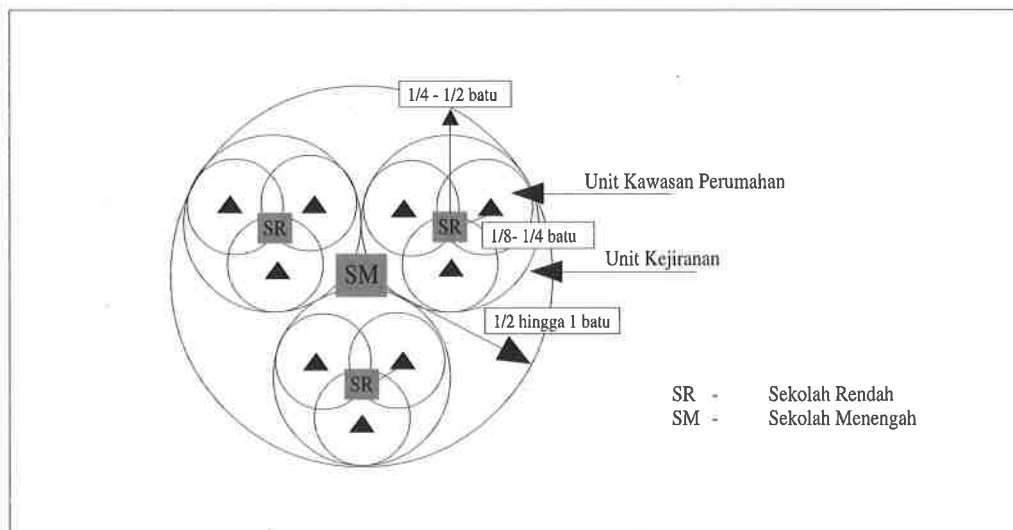 1/4 - 1/2 batu
Unit Kawasan Perumahan
SR
SR
1/8- 1/4 batu
Unit Kejiranan
SM
1/2 hingga 1 batu
SR
SR - Sekolah Rendah
SM - Sekolah Menengah